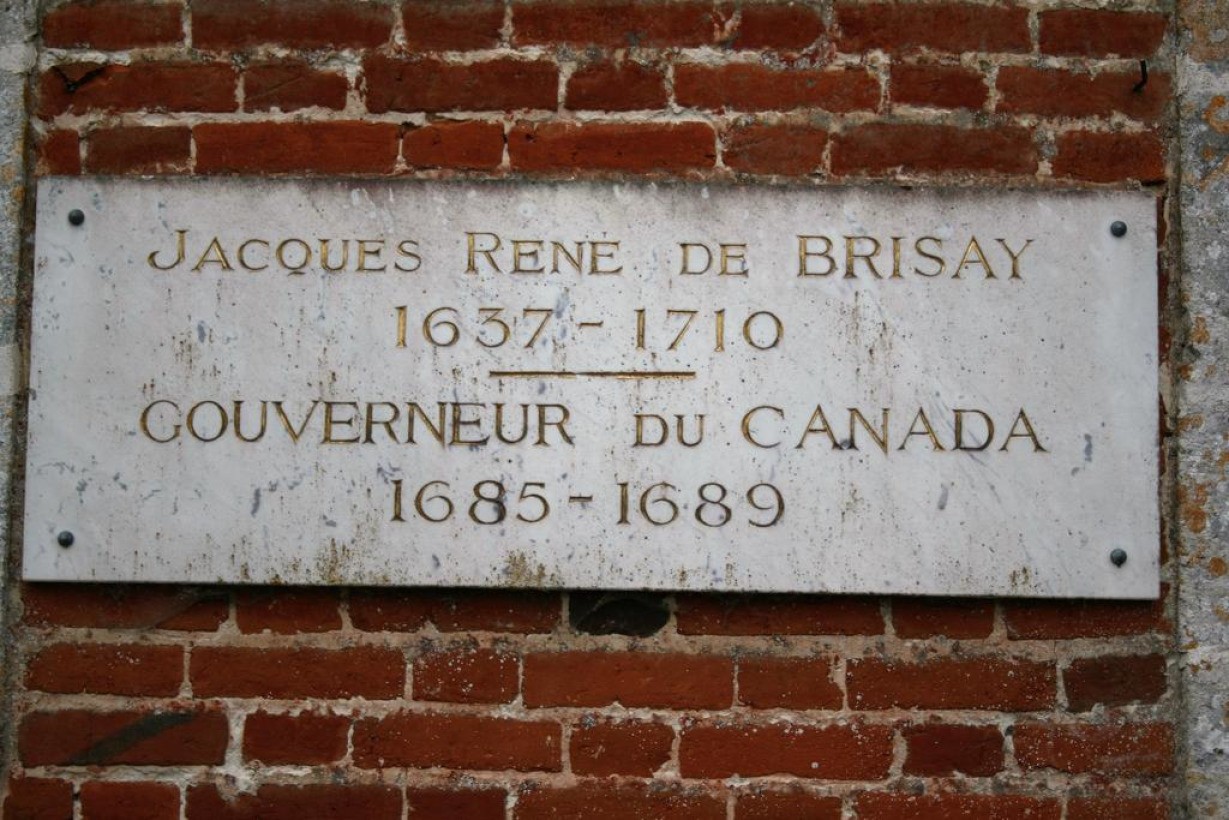 JACQUES RENÉ DE BRISAY
1637 - 1710
GOUVERNEUR DU CANADA
1685 - 1689